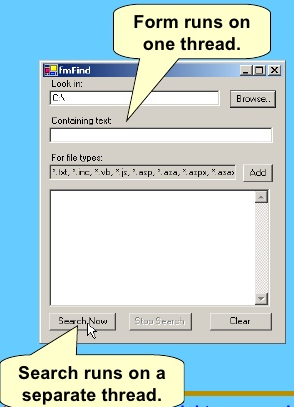 Form runs on
one thread.
fmFind
Look in:
C:\
Browse..
Containing text:
For file types:
*.txt, *.inc, *.vb, *.js, *.asp, *.asa, *.aspx, *.asax
Add
Search Now
Stop Search
Clear
Search runs on a
separate thread.